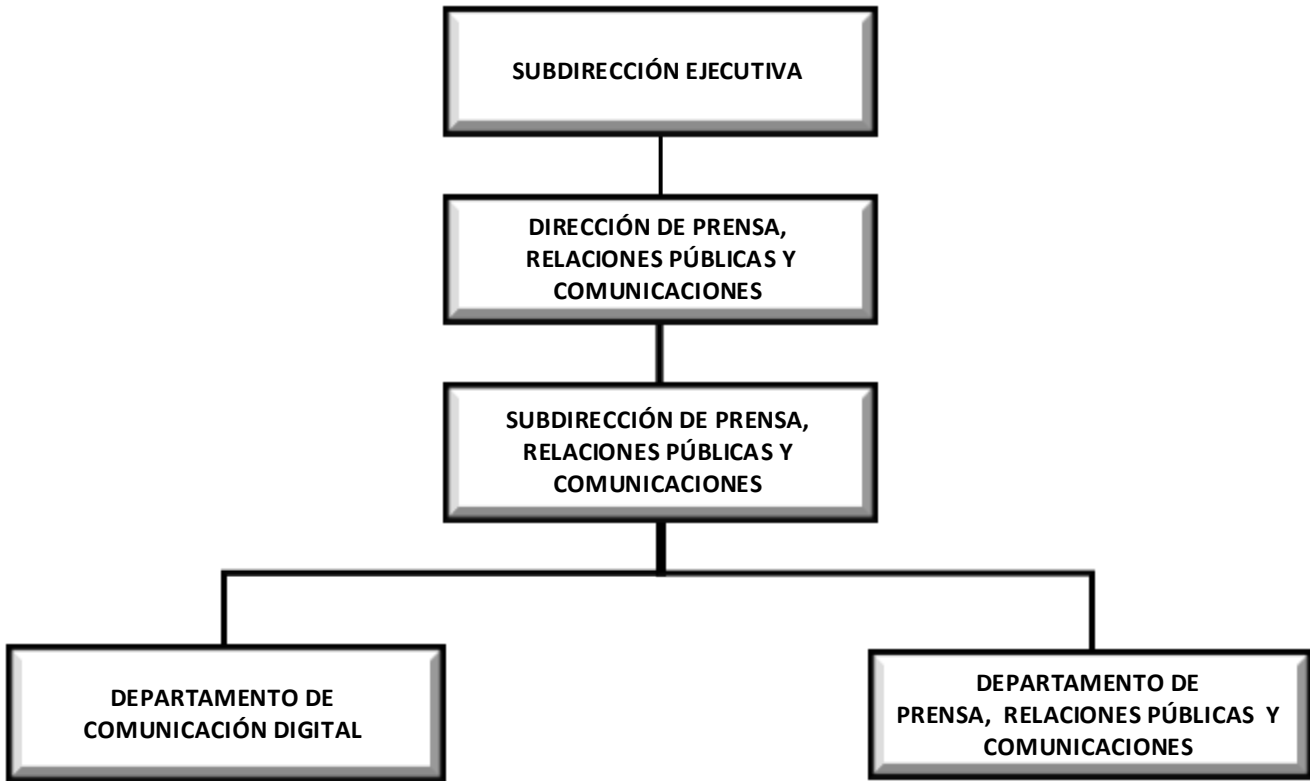 SUBDIRECCIÓN EJECUTIVA
DIRECCIÓN DE PRENSA,
RELACIONES PÚBLICAS Y
COMUNICACIONES
SUBDIRECCIÓN DE PRENSA,
RELACIONES PÚBLICAS Y
COMUNICACIONES
DEPARTAMENTO DE
COMUNICACIÓN DIGITAL
DEPARTAMENTO DE
PRENSA, RELACIONES PÚBLICAS Y
COMUNICACIONES